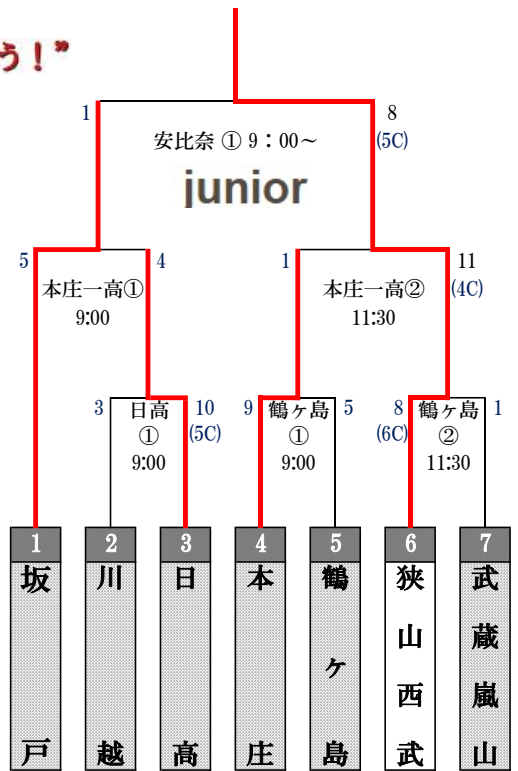 う！”
1
8
安比奈 ① 9：00～
(5C)
junior
5
4
1
11
本庄一高①
本庄一高②
(4C)
9:00
11:30
3
日高
10
9
鶴ヶ島
5
8
鶴ヶ島
1
①
(5C)
①
(6C)
②
9:00
9:00
11:30
1
2
3
4
5
6
7
坂戸
川越
日高
本庄
鶴ヶ島
狭山西武
武蔵嵐山